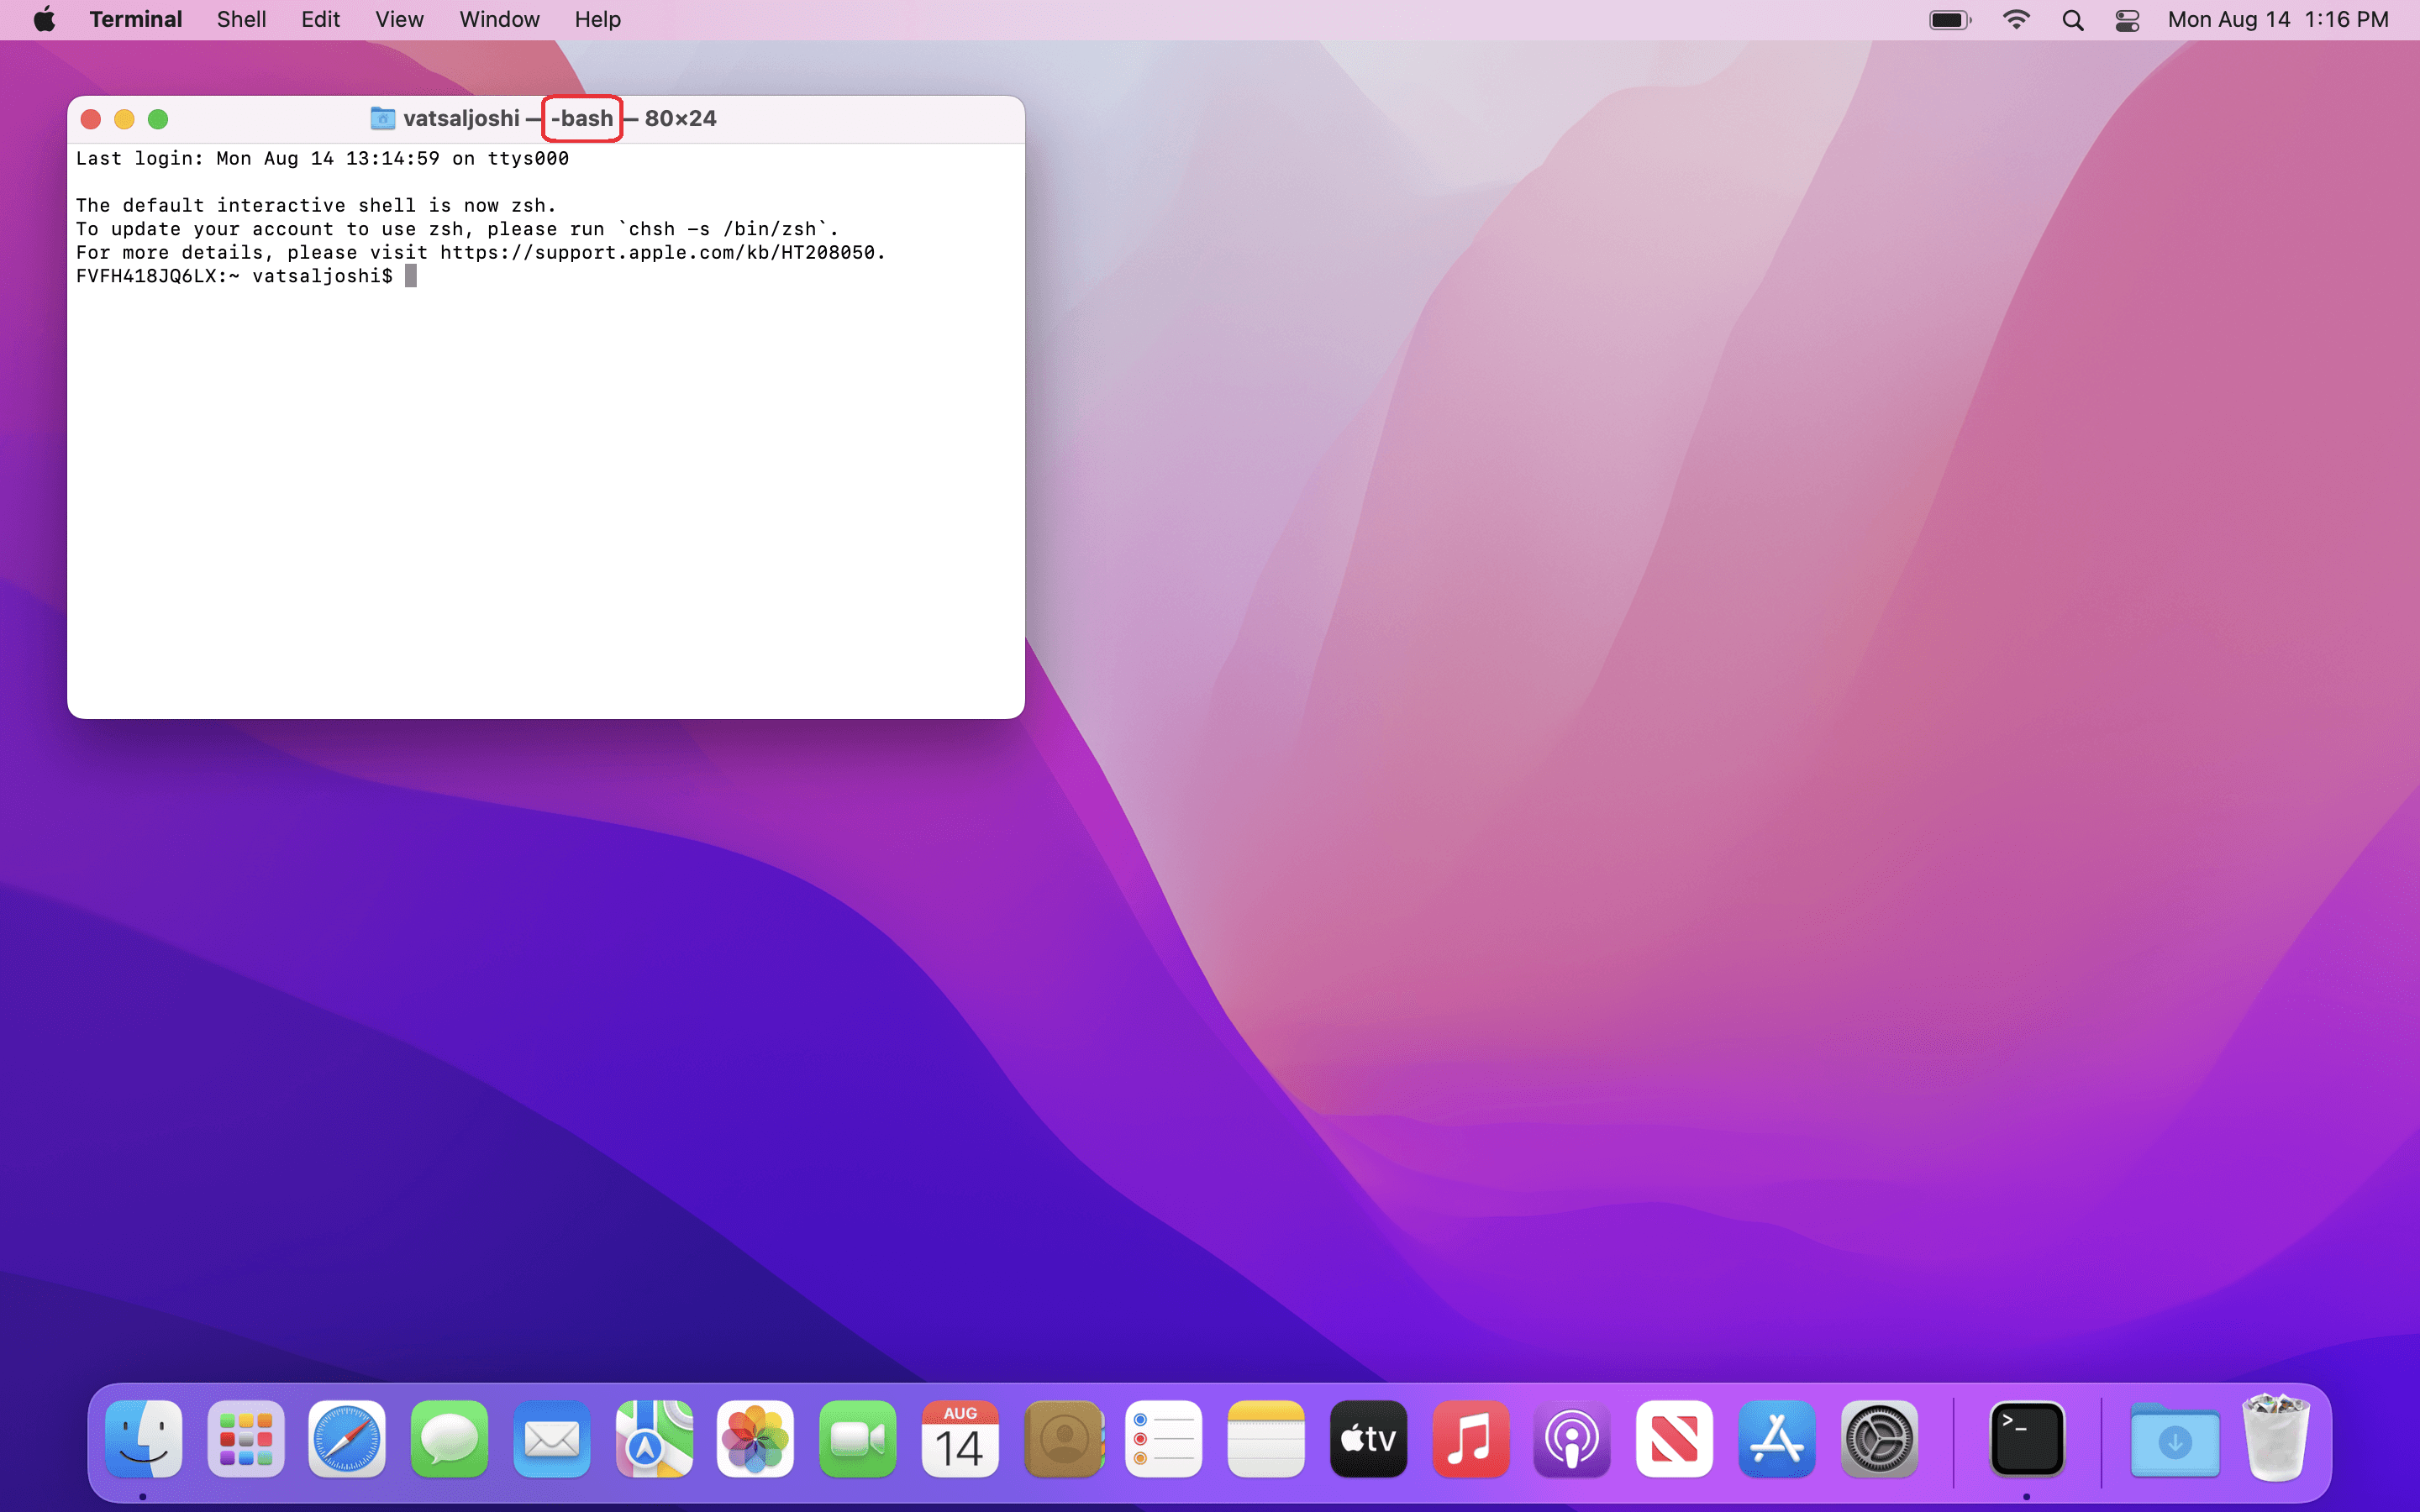 Terminal Shell Edit View Window Help Mon Aug 14 1:16 PM
vatsaljoshi — -bash — 80×24
Last login: Mon Aug 14 13:14:59 on ttys000
The default interactive shell is now zsh.
To update your account to use zsh, please run `chsh -s /bin/zsh`.
For more details, please visit https://support.apple.com/kb/HT208050.
FVFH418JQ6LX:~ vatsaljoshi$
AUG
14
tv
>_